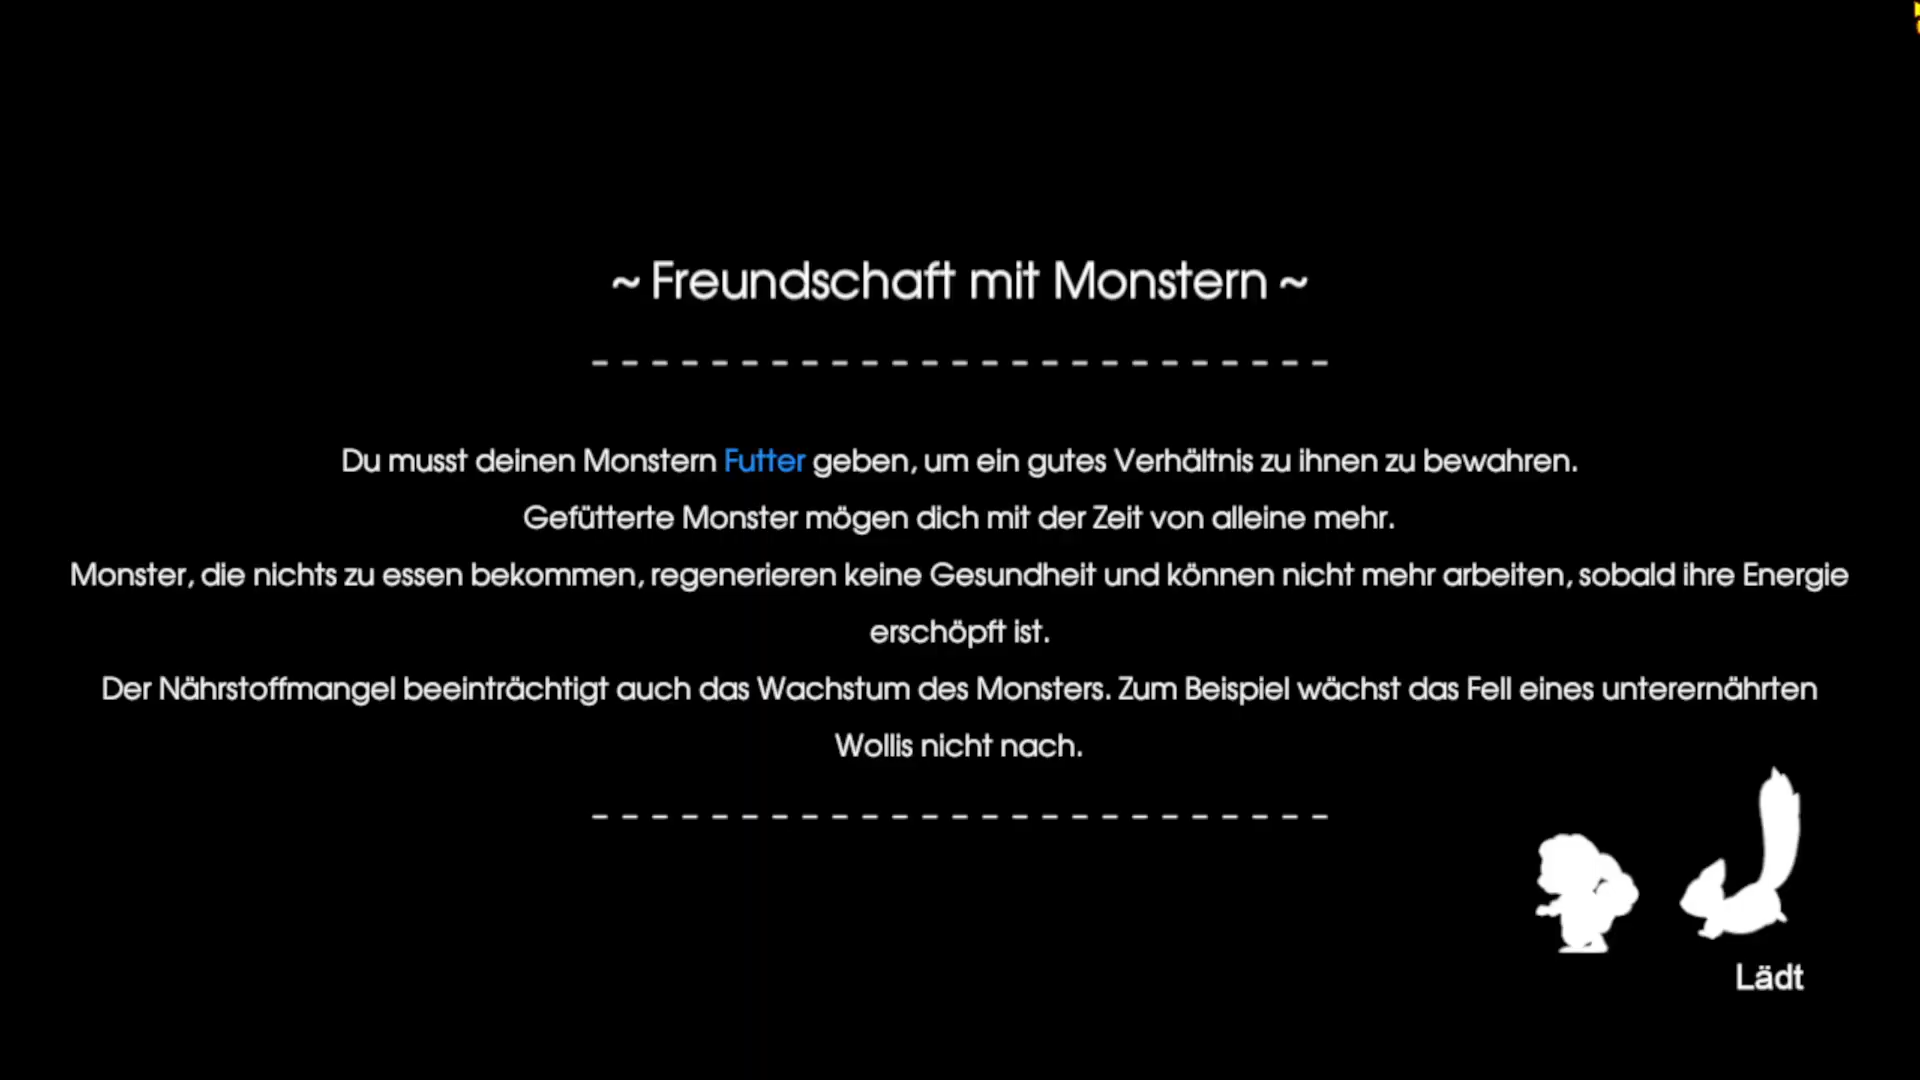 ~ Freundschaft mit Monstern ~
- - - - - - - - - - - - - - - - - - - - - - - - -
Du musst deinen Monstern Futter geben, um ein gutes Verhältnis zu ihnen zu bewahren.
Gefütterte Monster mögen dich mit der Zeit von alleine mehr.
Monster, die nichts zu essen bekommen, regenerieren keine Gesundheit und können nicht mehr arbeiten, sobald ihre Energie
erschöpft ist.
Der Nährstoffmangel beeinträchtigt auch das Wachstum des Monsters. Zum Beispiel wächst das Fell eines unterernährten
Wollis nicht nach.
- - - - - - - - - - - - - - - - - - - - - - - - -
Lädt